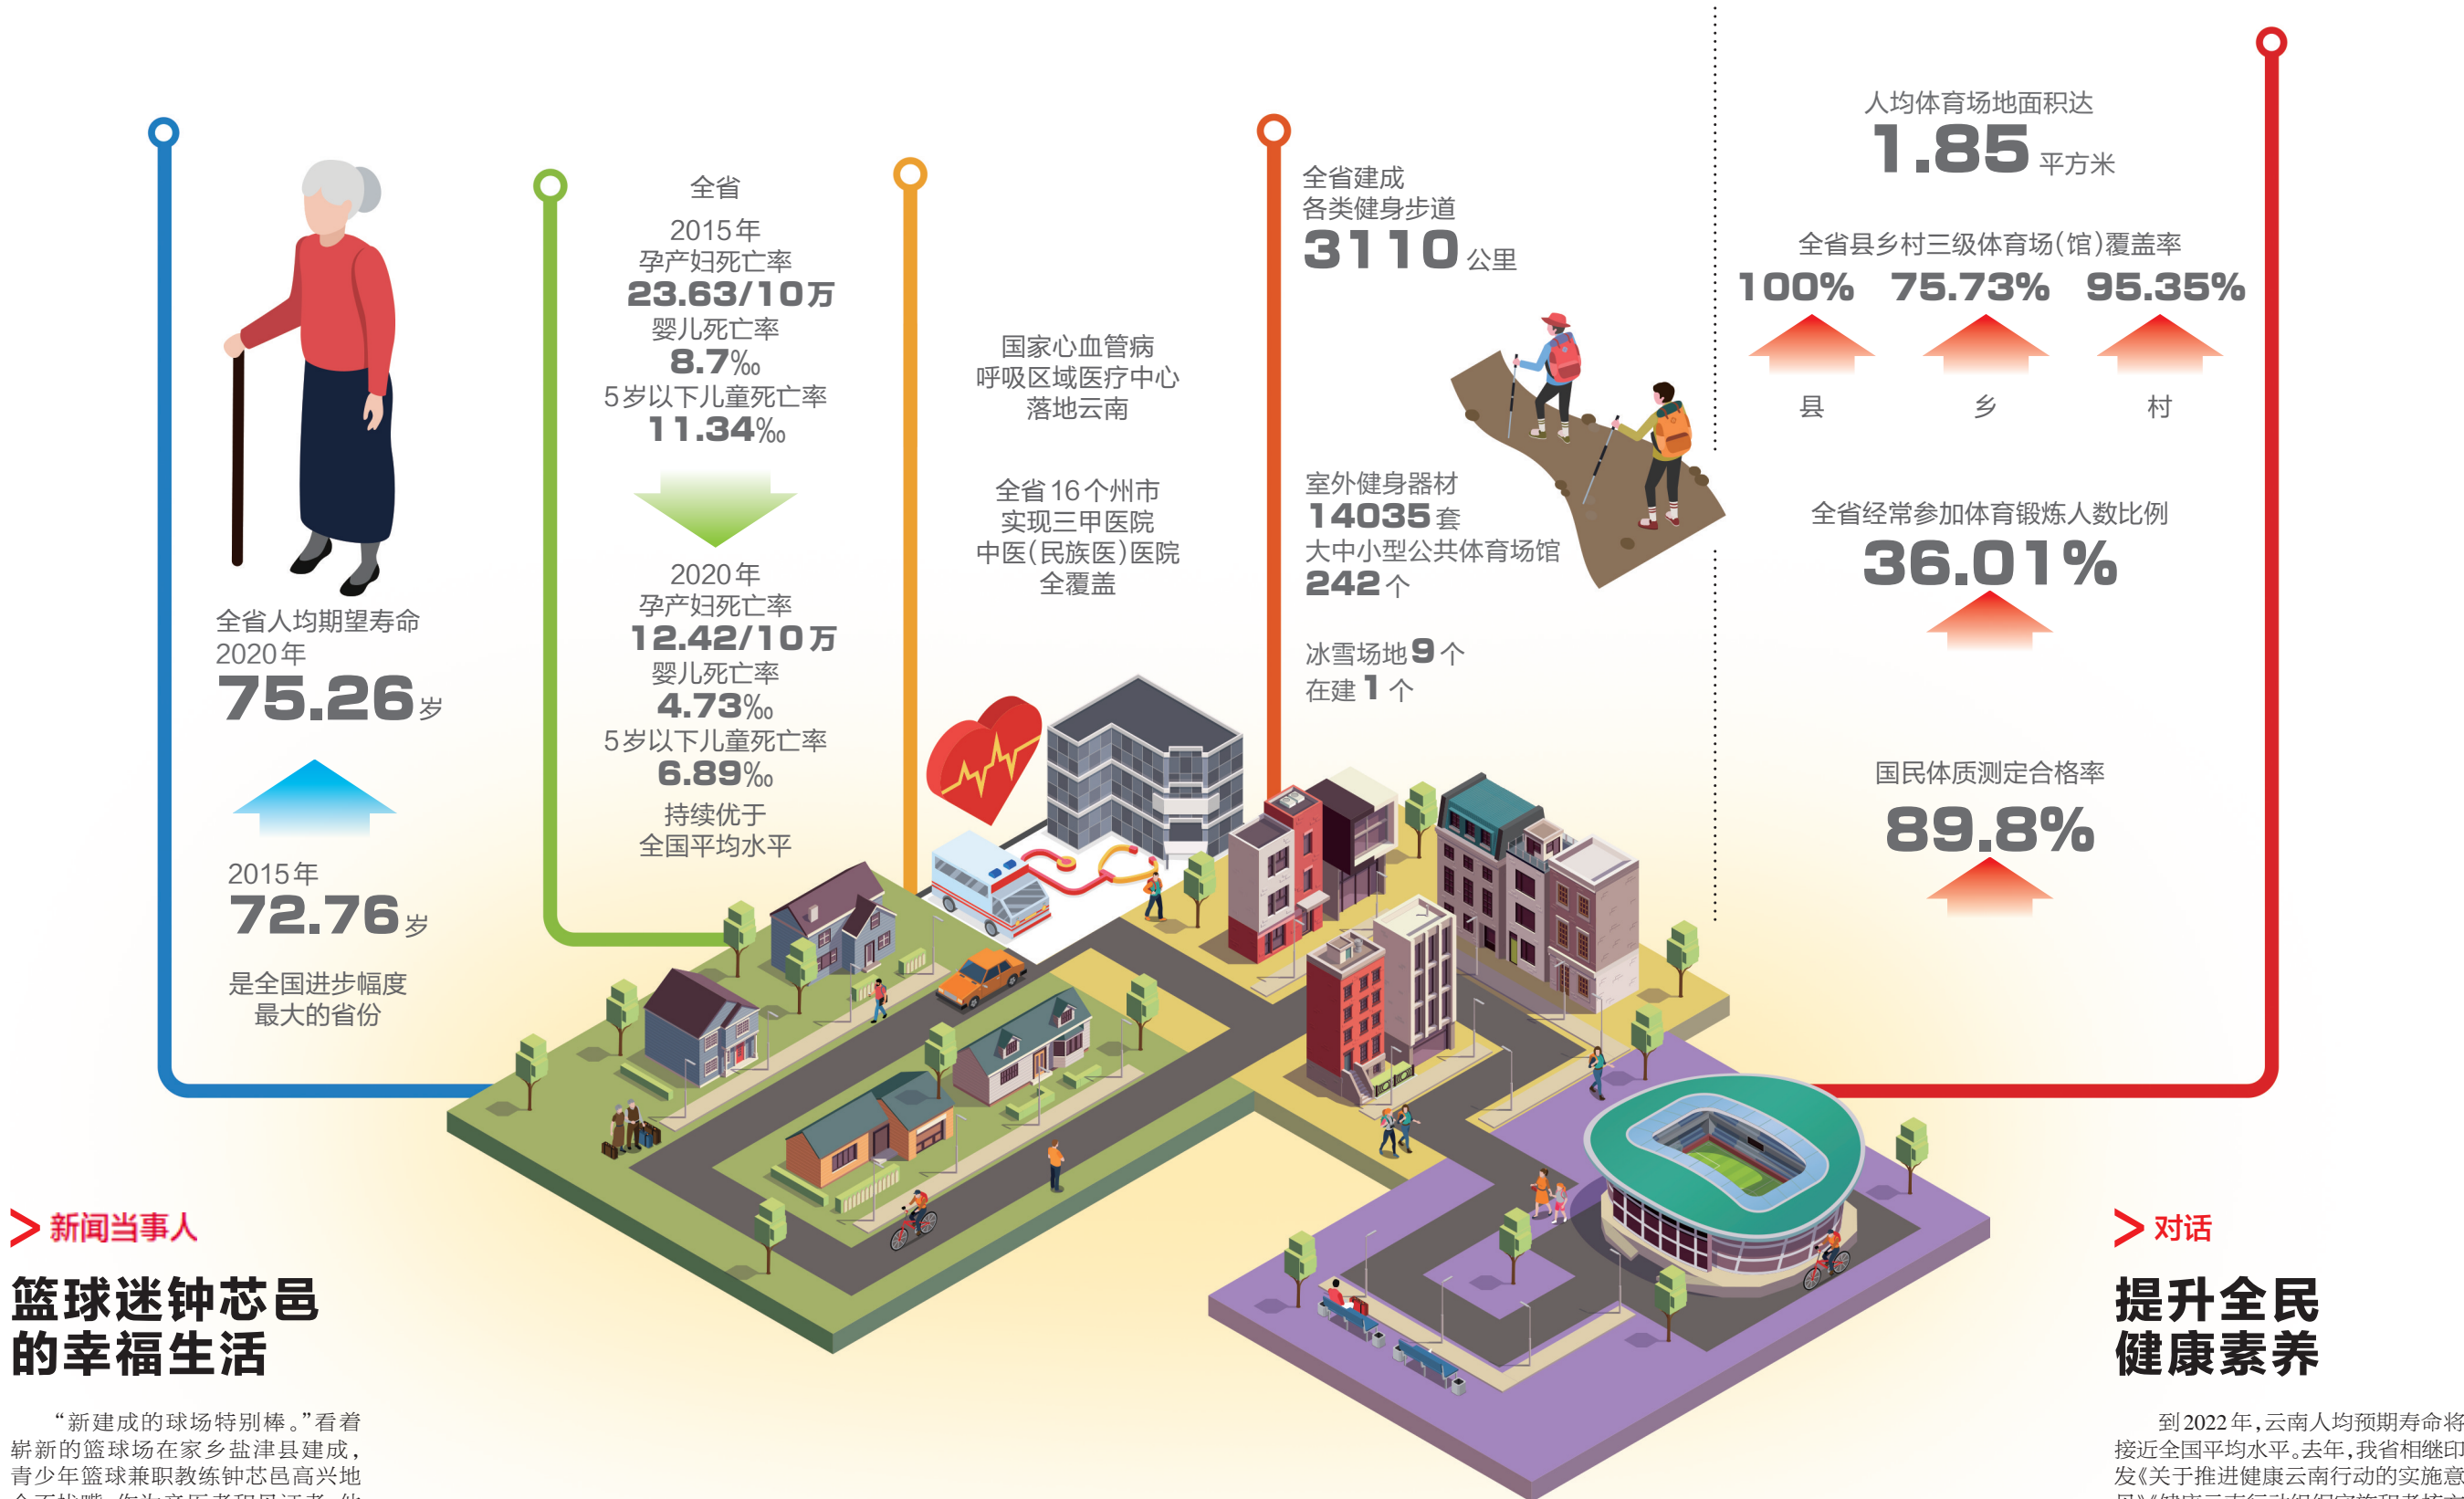 全省人均期望寿命
2020年
75.26岁
2015年
72.76岁
是全国进步幅度
最大的省份
全省
2015年
孕产妇死亡率
23.63/10万
婴儿死亡率
8.7‰
5岁以下儿童死亡率
11.34‰
2020年
孕产妇死亡率
12.42/10万
婴儿死亡率
4.73‰
5岁以下儿童死亡率
6.89‰
持续优于
全国平均水平
国家心血管病
呼吸区域医疗中心
落地云南
全省16个州市
实现三甲医院
中医(民族医)医院
全覆盖
全省建成
各类健身步道
3110公里
室外健身器材
14035套
大中小型公共体育场馆
242个
冰雪场地9个
在建1个
人均体育场地面积达
1.85平方米
全省县乡村三级体育场(馆)覆盖率
100% 75.73% 95.35%
县 乡 村
全省经常参加体育锻炼人数比例
36.01%
国民体质测定合格率
89.8%
> 新闻当事人
篮球迷钟芯邑
的幸福生活
“新建成的球场特别棒。”看着
崭新的篮球场在家乡盐津县建成,
青少年篮球兼职教练钟芯邑高兴地
> 对话
提升全民
健康素养
到2022年,云南人均预期寿命将
接近全国平均水平。去年,我省相继印
发《关于推进健康云南行动的实施意